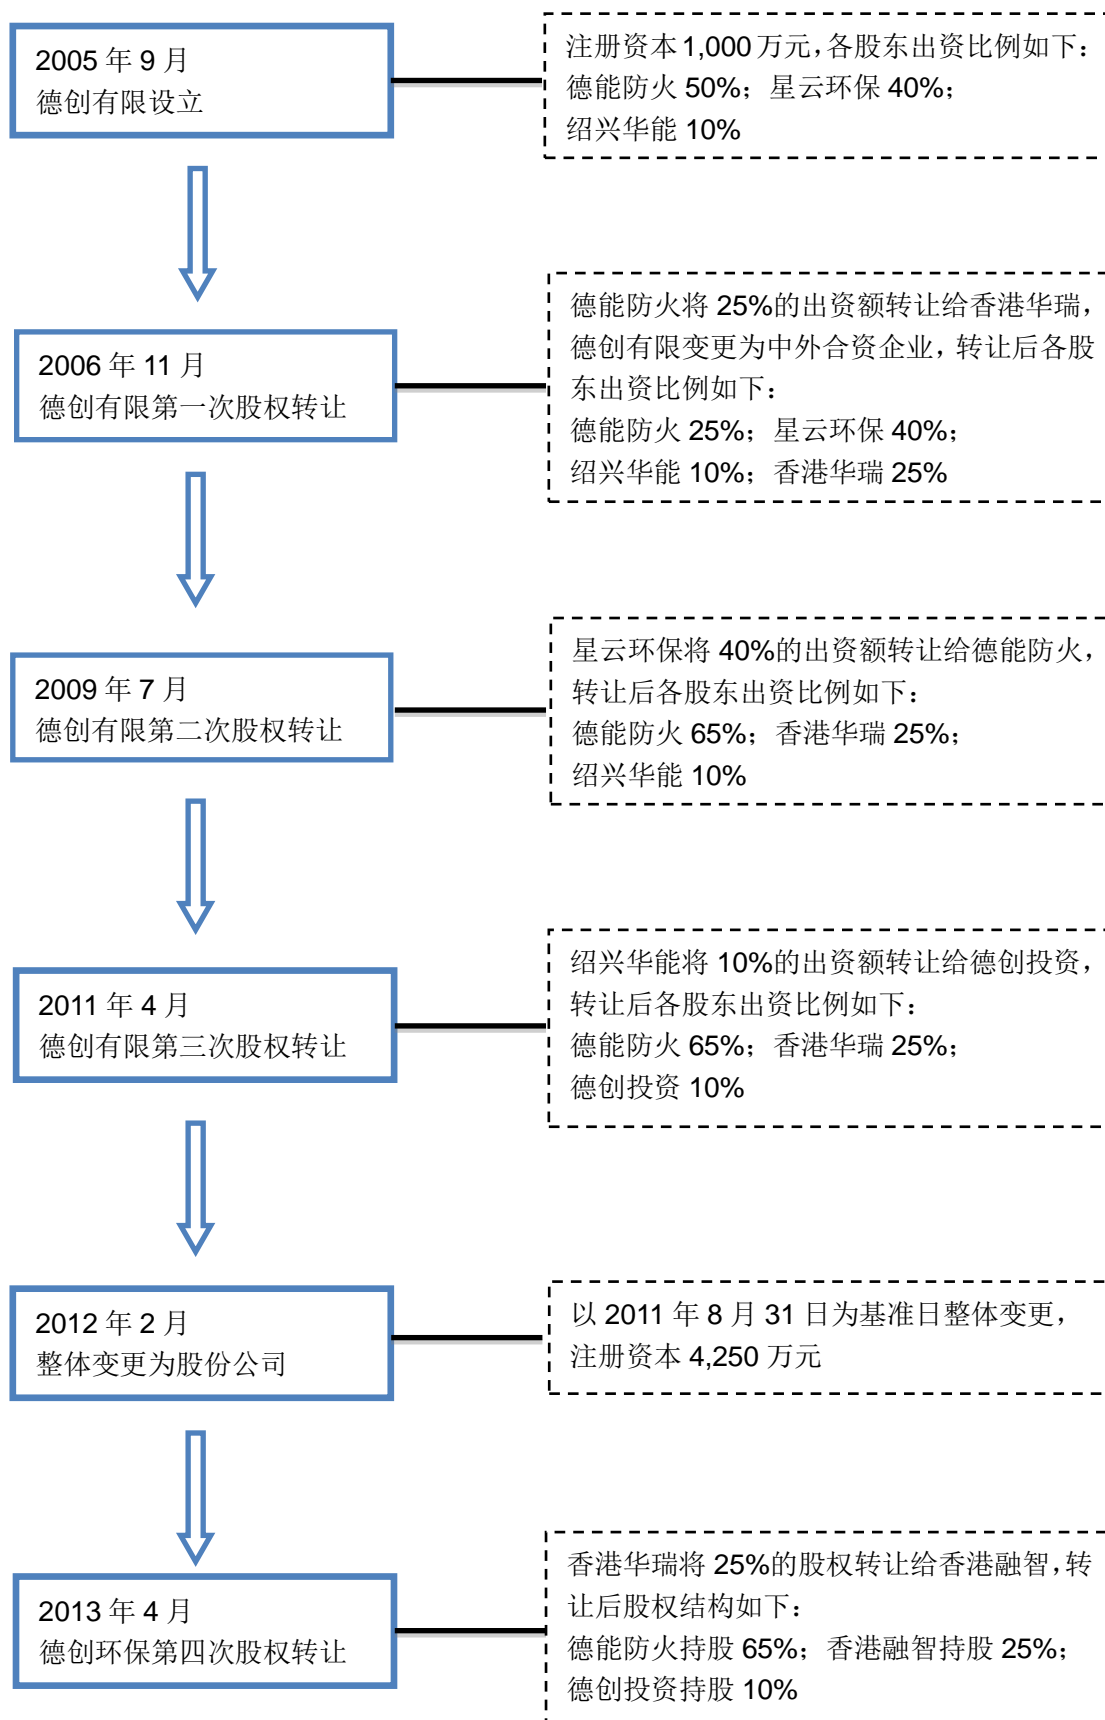 2005 年 9 月
德创有限设立
注册资本 1,000 万元，各股东出资比例如下：
德能防火 50%；星云环保 40%；
绍兴华能 10%
2006 年 11 月
德创有限第一次股权转让
德能防火将 25%的出资额转让给香港华瑞，
德创有限变更为中外合资企业，转让后各股
东出资比例如下：
德能防火 25%；星云环保 40%；
绍兴华能 10%；香港华瑞 25%
2009 年 7 月
德创有限第二次股权转让
星云环保将 40%的出资额转让给德能防火，
转让后各股东出资比例如下：
德能防火 65%；香港华瑞 25%；
绍兴华能 10%
2011 年 4 月
德创有限第三次股权转让
绍兴华能将 10%的出资额转让给德创投资，
转让后各股东出资比例如下：
德能防火 65%；香港华瑞 25%；
德创投资 10%
2012 年 2 月
整体变更为股份公司
以 2011 年 8 月 31 日为基准日整体变更，
注册资本 4,250 万元
2013 年 4 月
德创环保第四次股权转让
香港华瑞将 25%的股权转让给香港融智，转
让后股权结构如下：
德能防火持股 65%；香港融智持股 25%；
德创投资持股 10%